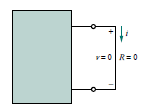 + i
v = 0 R = 0
−